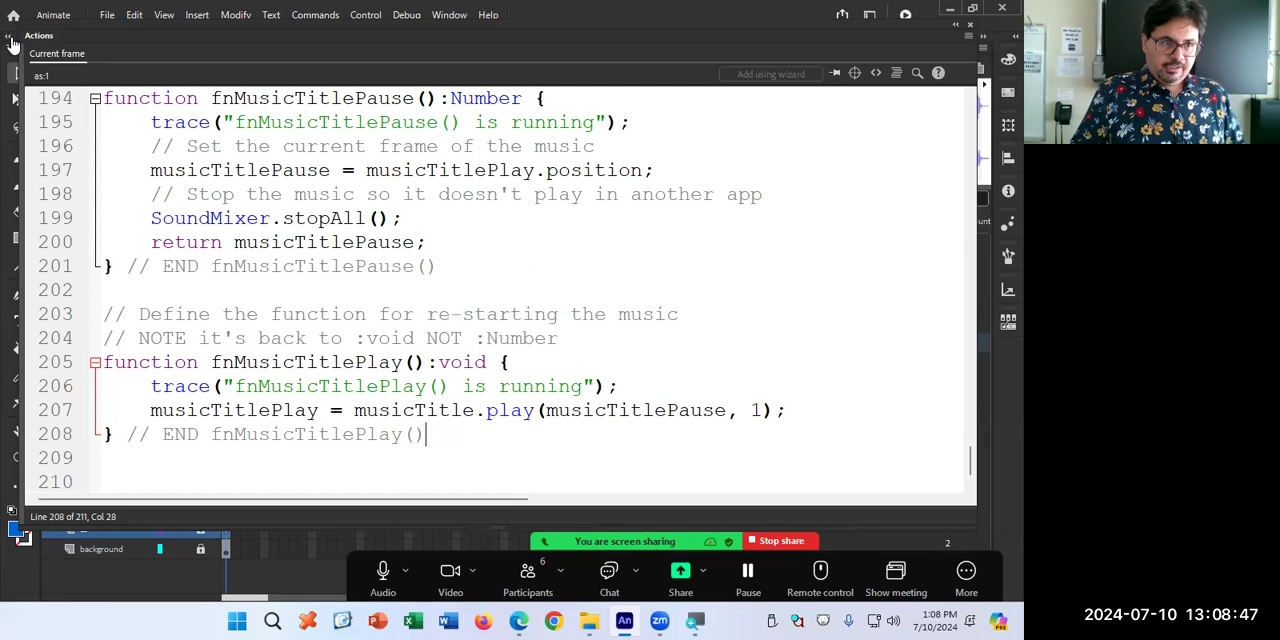 Animate File Edit View Insert Modify Text Commands Control Debug Window Help
Actions
Current frame
as:1
Add using wizard
194 function fnMusicTitlePause():Number {
195 trace("fnMusicTitlePause() is running");
196 // Set the current frame of the music
197 musicTitlePause = musicTitlePlay.position;
198 // Stop the music so it doesn't play in another app
199 SoundMixer.stopAll();
200 return musicTitlePause;
201 } // END fnMusicTitlePause()
202
203 // Define the function for re-starting the music
204 // NOTE it's back to :void NOT :Number
205 function fnMusicTitlePlay():void {
206 trace("fnMusicTitlePlay() is running");
207 musicTitlePlay = musicTitle.play(musicTitlePause, 1);
208 } // END fnMusicTitlePlay()
209
210
Line 208 of 211, Col 28
You are screen sharing Stop share
background
2
6
Audio Video Participants Chat Share Pause Remote control Show meeting More
1:08 PM
7/10/2024
2024-07-10 13:08:47